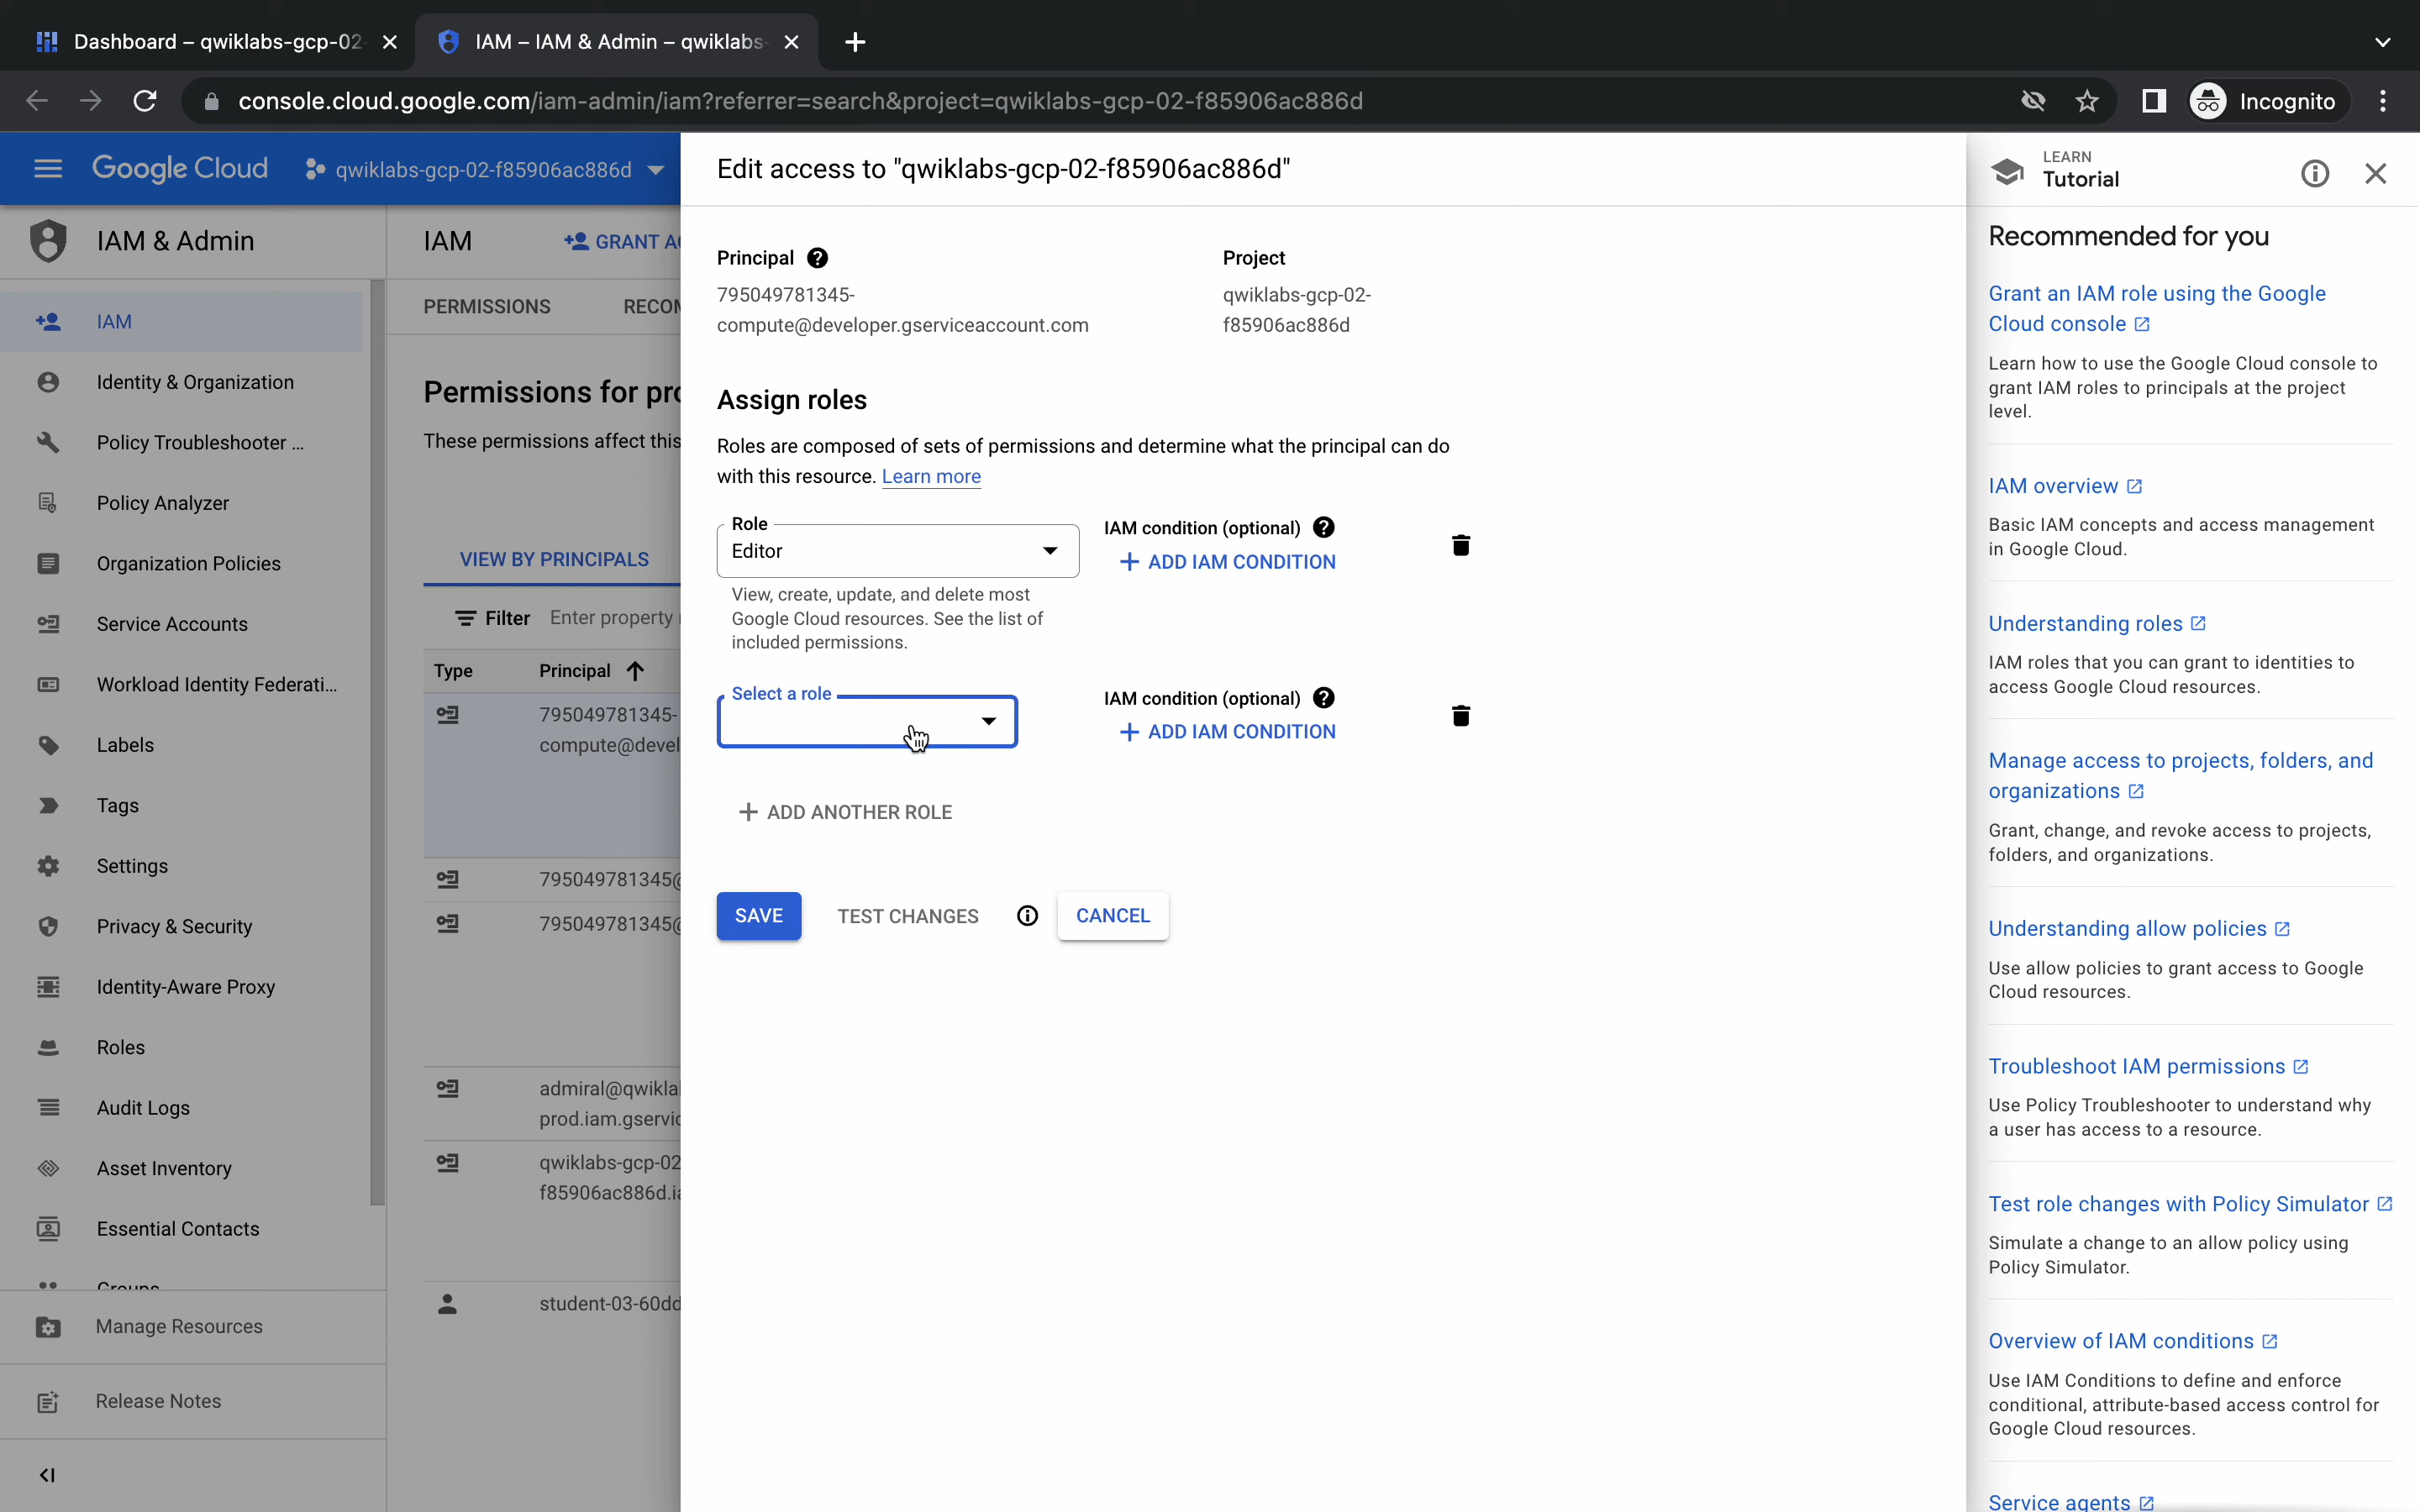 Dashboard – qwiklabs-gcp-02-
IAM – IAM & Admin – qwiklabs-
console.cloud.google.com/iam-admin/iam?referrer=search&project=qwiklabs-gcp-02-f85906ac886d
Incognito
Google Cloud
qwiklabs-gcp-02-f85906ac886d
IAM & Admin
IAM
Identity & Organization
Policy Troubleshooter ...
Policy Analyzer
Organization Policies
Service Accounts
Workload Identity Federati...
Labels
Tags
Settings
Privacy & Security
Identity-Aware Proxy
Roles
Audit Logs
Asset Inventory
Essential Contacts
Groups
Manage Resources
Release Notes
IAM
GRANT AC
PERMISSIONS
RECOM
Permissions for pro
These permissions affect this
VIEW BY PRINCIPALS
Filter
Enter property
Type
Principal
795049781345-
compute@devel
795049781345@
795049781345@
admiral@qwiklal
prod.iam.gservic
qwiklabs-gcp-02
f85906ac886d.ia
student-03-60dd
Edit access to "qwiklabs-gcp-02-f85906ac886d"
Principal
795049781345-
compute@developer.gserviceaccount.com
Project
qwiklabs-gcp-02-
f85906ac886d
Assign roles
Roles are composed of sets of permissions and determine what the principal can do
with this resource. Learn more
Role
Editor
IAM condition (optional)
+ ADD IAM CONDITION
View, create, update, and delete most
Google Cloud resources. See the list of
included permissions.
Select a role
IAM condition (optional)
+ ADD IAM CONDITION
+ ADD ANOTHER ROLE
SAVE
TEST CHANGES
CANCEL
LEARN
Tutorial
Recommended for you
Grant an IAM role using the Google
Cloud console
Learn how to use the Google Cloud console to
grant IAM roles to principals at the project
level.
IAM overview
Basic IAM concepts and access management
in Google Cloud.
Understanding roles
IAM roles that you can grant to identities to
access Google Cloud resources.
Manage access to projects, folders, and
organizations
Grant, change, and revoke access to projects,
folders, and organizations.
Understanding allow policies
Use allow policies to grant access to Google
Cloud resources.
Troubleshoot IAM permissions
Use Policy Troubleshooter to understand why
a user has access to a resource.
Test role changes with Policy Simulator
Simulate a change to an allow policy using
Policy Simulator.
Overview of IAM conditions
Use IAM Conditions to define and enforce
conditional, attribute-based access control for
Google Cloud resources.
Service agents